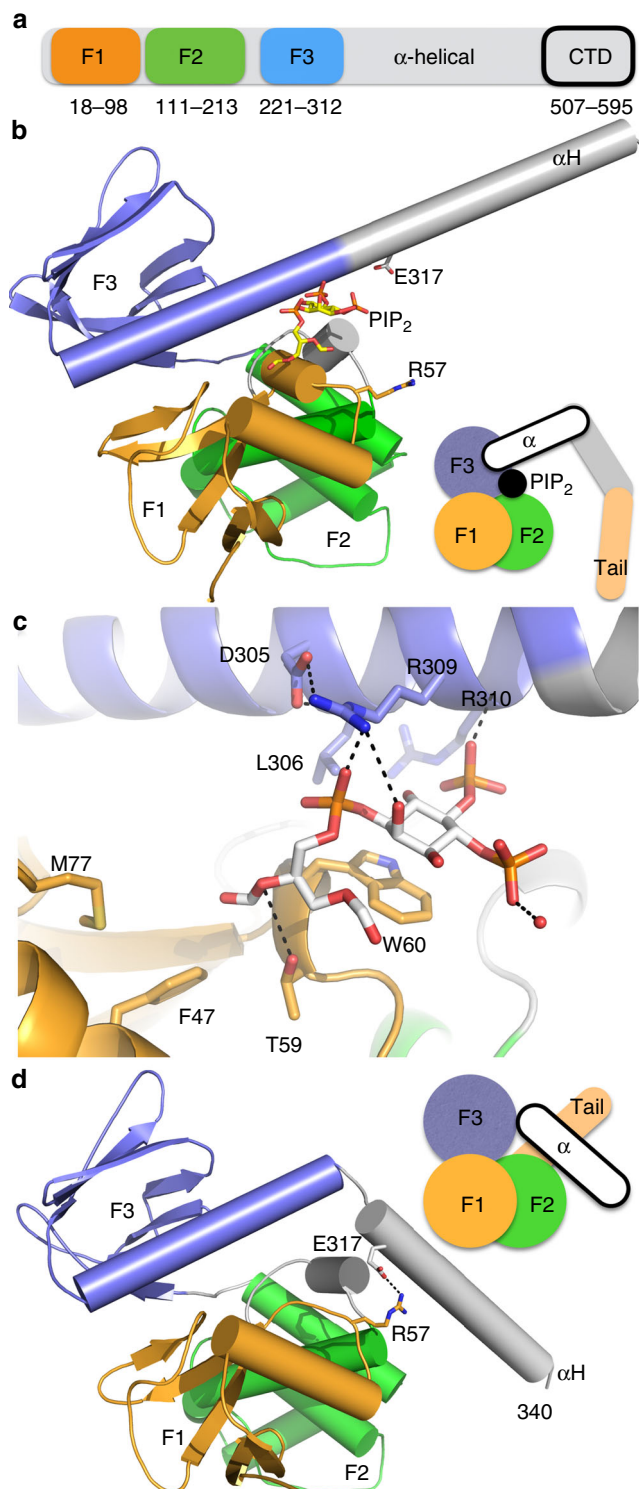 a
F1 F2 F3 α-helical CTD
18–98 111–213 221–312 507–595
b
αH
F3
E317
PIP2
R57
α
F3
PIP2
F1
F1 F2
F2
Tail
c
D305
R309
R310
L306
M77
W60
F47
T59
d
Tail
F3
α
F3
F1 F2
E317
R57
αH
340
F1
F2